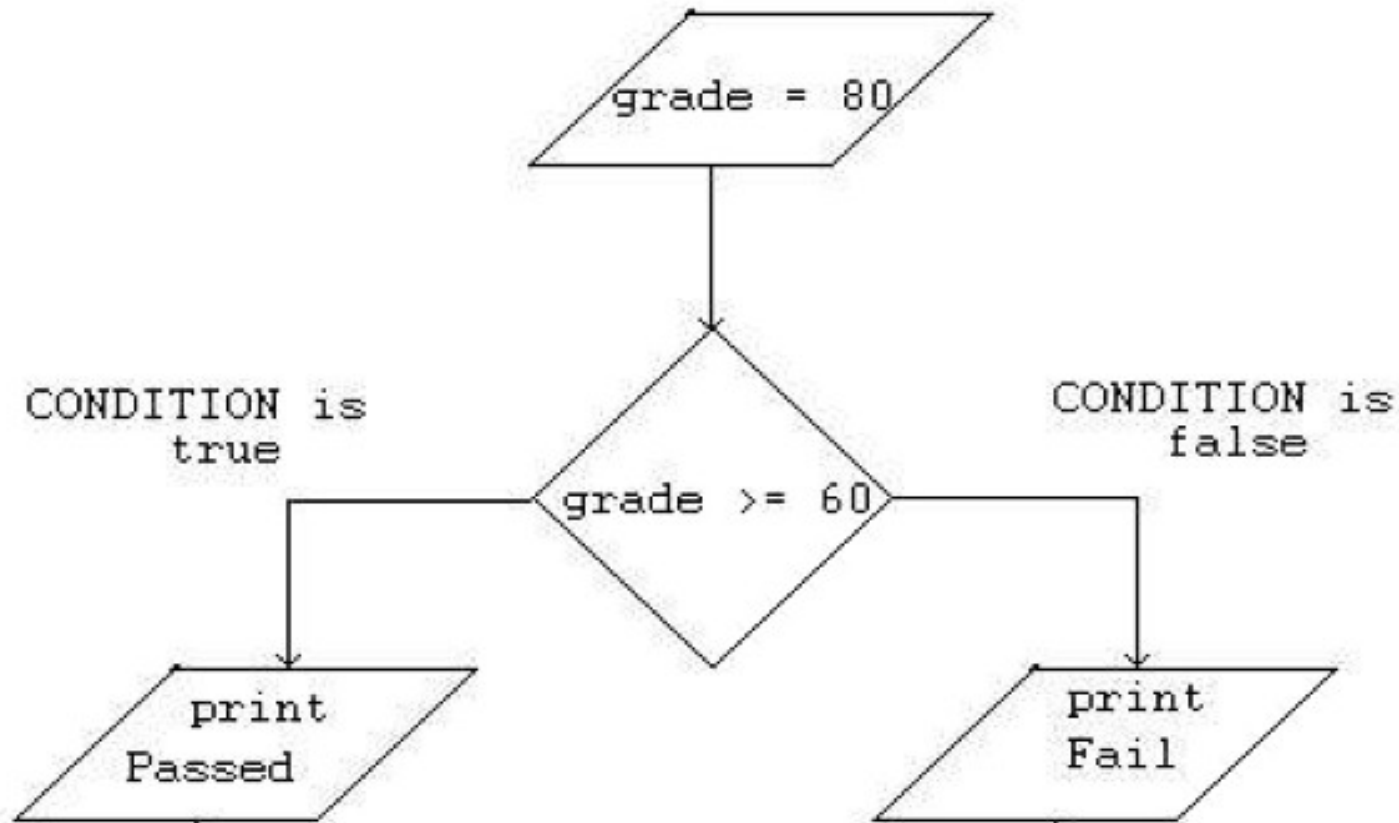 grade = 80
CONDITION is
true
CONDITION is
false
grade >= 60
print
Passed
print
Fail